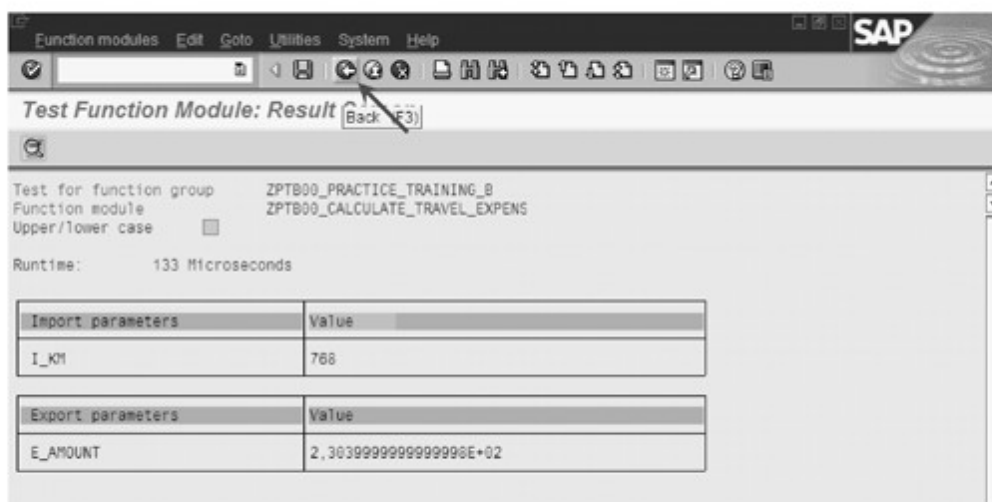 Function modules Edit Goto Utilities System Help
SAP
Test Function Module: Result
Back (F3)
Test for function group ZPTB00_PRACTICE_TRAINING_B
Function module ZPTB00_CALCULATE_TRAVEL_EXPENS
Upper/lower case
Runtime: 133 Microseconds
Import parameters Value
I_KM 768
Export parameters Value
E_AMOUNT 2,3039999999999998E+02